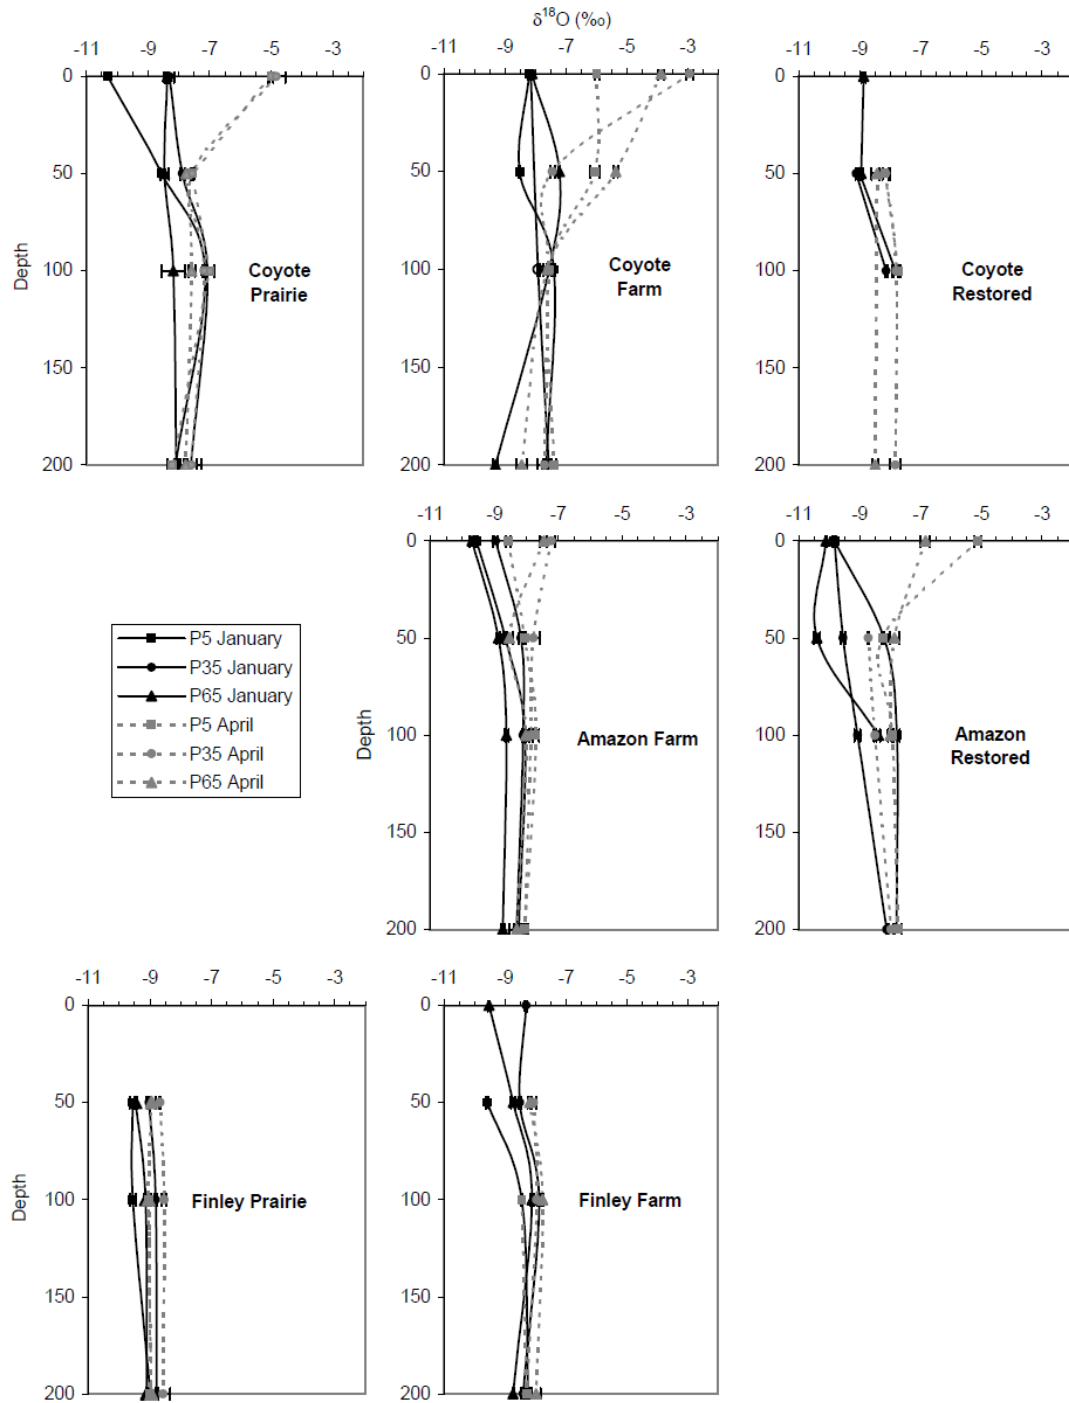 δ18O (‰)
-11 -9 -7 -5 -3
-11 -9 -7 -5 -3
-11 -9 -7 -5 -3
0
50
100
150
200
Depth
Coyote
Prairie
0
50
100
150
200
Coyote
Farm
0
50
100
150
200
Coyote
Restored
-11 -9 -7 -5 -3
-11 -9 -7 -5 -3
P5 January
P35 January
P65 January
P5 April
P35 April
P65 April
0
50
100
150
200
Depth
Amazon Farm
0
50
100
150
200
Amazon
Restored
-11 -9 -7 -5 -3
-11 -9 -7 -5 -3
0
50
100
150
200
Depth
Finley Prairie
0
50
100
150
200
Finley Farm